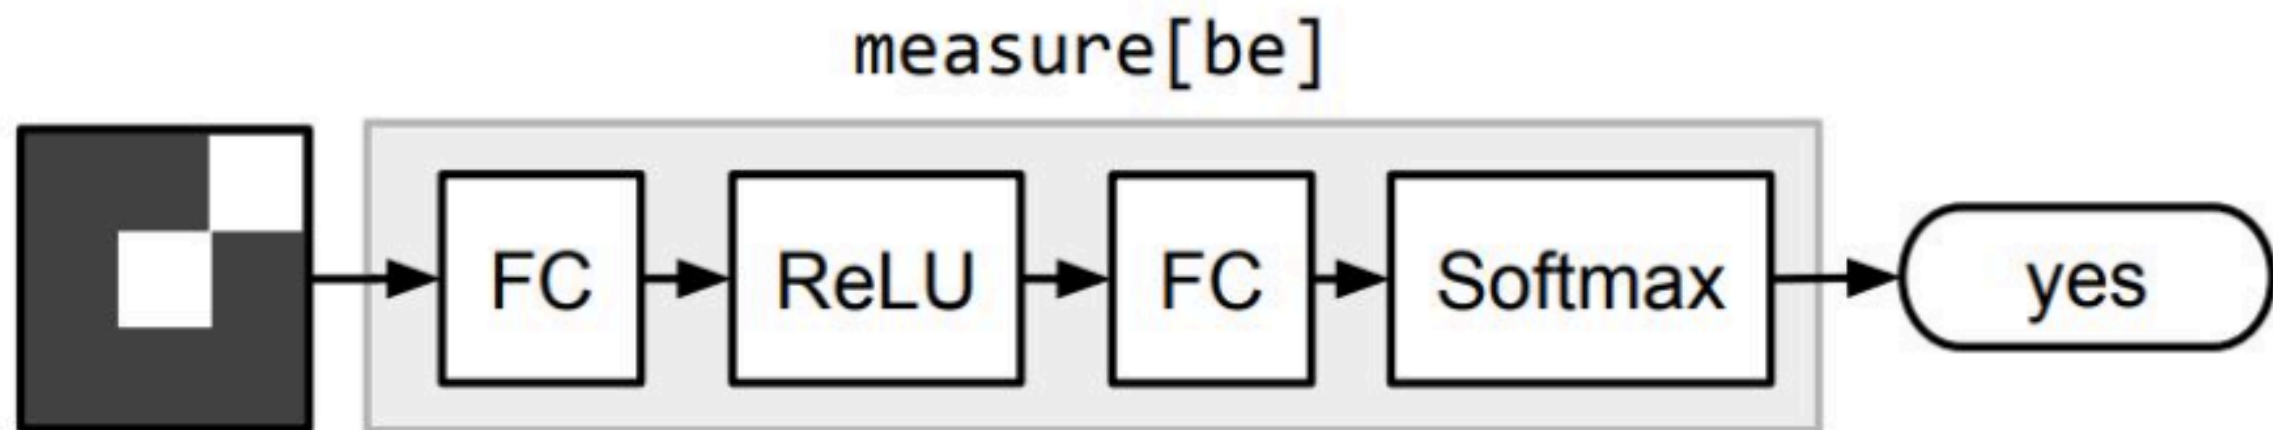 measure[be]
FC
ReLU
FC
Softmax
yes